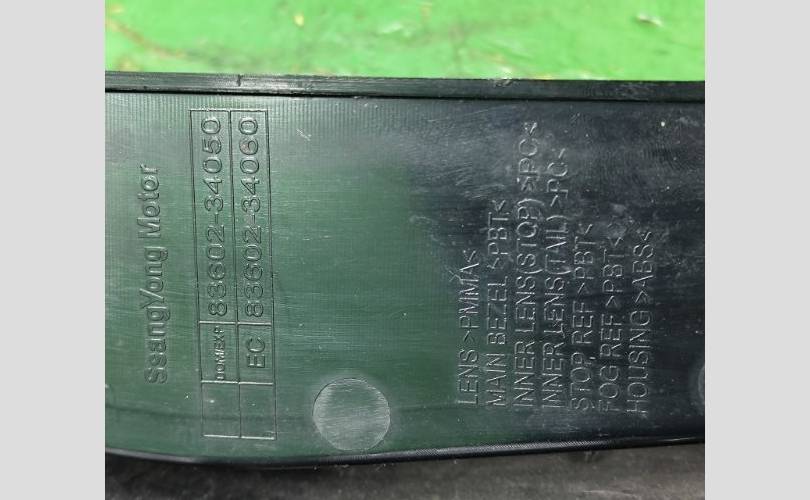 SsangYong Motor
DOM/EXP 83602-34050
EC 83602-34060
LENS >PMMA<
MAIN BEZEL >PBT<
INNER LENS(STOP) >PC<
INNER LENS(TAIL) >PC<
STOP REF >PBT<
FOG REF >PBT<
HOUSING >ABS<